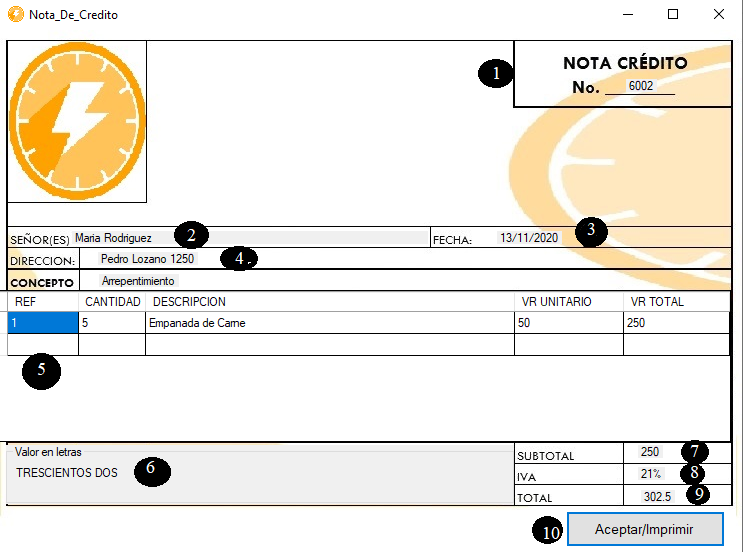 Nota_De_Credito
NOTA CRÉDITO
1
No. 6002
SEÑOR(ES) Maria Rodriguez 2
FECHA: 13/11/2020 3
DIRECCION: Pedro Lozano 1250 4
CONCEPTO Arrepentimiento
REF CANTIDAD DESCRIPCION VR UNITARIO VR TOTAL
1 5 Empanada de Carne 50 250
5
Valor en letras
TRESCIENTOS DOS 6
SUBTOTAL 250 7
IVA 21% 8
TOTAL 302.5 9
10 Aceptar/Imprimir